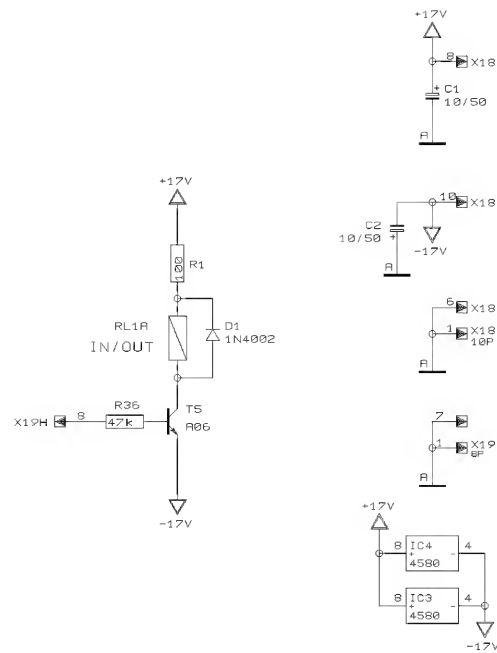 +17V
8 X18
+ C1
10/50
A
10 X18
C2
10/50
+
-17V
A
6 X18
1 X18
10P
A
7
1 X19
8P
A
+17V
8 IC4 4
+ -
4580
8 IC3 4
+ -
4580
-17V
+17V
100 R1
RL1A
IN/OUT
D1
1N4002
X19H 8 R36
47k
T5
A06
-17V